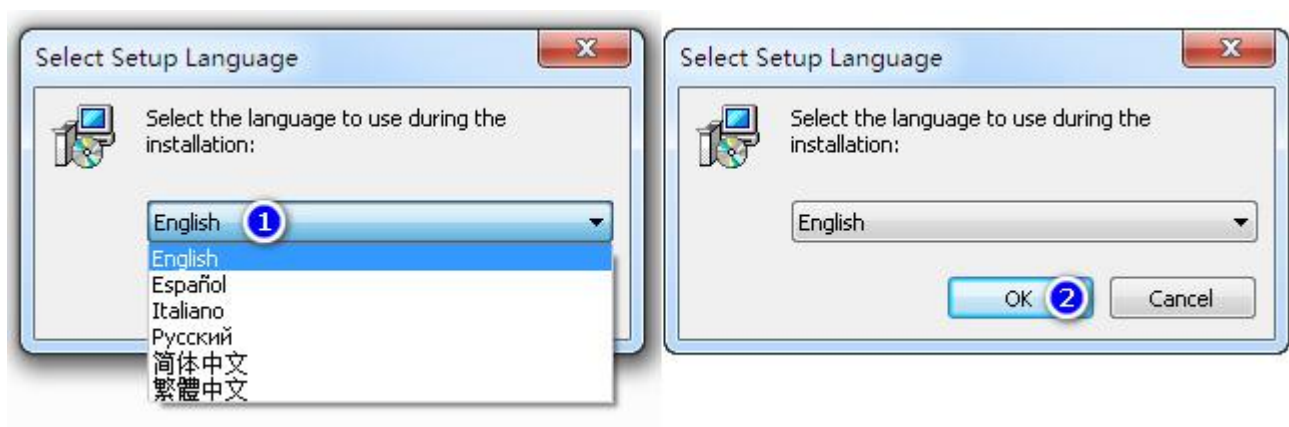 Select Setup Language
Select the language to use during the
installation:
English 1
English
Español
Italiano
Русский
简体中文
繁體中文
Select Setup Language
Select the language to use during the
installation:
English
OK 2 Cancel